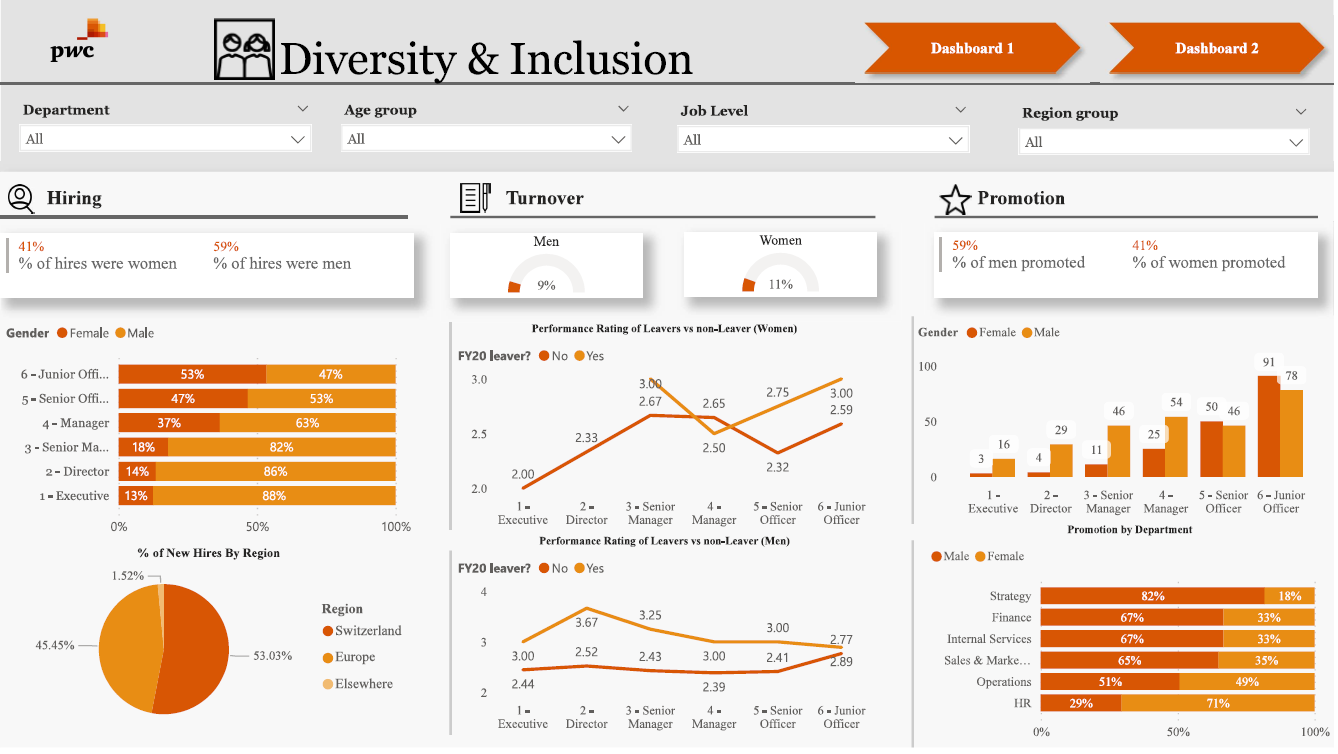 pwc
Diversity & Inclusion
Dashboard 1
Dashboard 2
Department
All
Age group
All
Job Level
All
Region group
All
Hiring
41%
% of hires were women
59%
% of hires were men
Gender Female Male
6 - Junior Offi... 53% 47%
5 - Senior Offi... 47% 53%
4 - Manager 37% 63%
3 - Senior Ma... 18% 82%
2 - Director 14% 86%
1 - Executive 13% 88%
0% 50% 100%
% of New Hires By Region
1.52%
45.45%
53.03%
Region
Switzerland
Europe
Elsewhere
Turnover
Men
9%
Women
11%
Performance Rating of Leavers vs non-Leaver (Women)
FY20 leaver? No Yes
3.0
2.5
2.0
2.00
2.33
3.00
2.67
2.65
2.50
2.75
2.32
3.00
2.59
1 - Executive
2 - Director
3 - Senior Manager
4 - Manager
5 - Senior Officer
6 - Junior Officer
Performance Rating of Leavers vs non-Leaver (Men)
FY20 leaver? No Yes
4
3
2
3.00
2.44
3.67
2.52
3.25
2.43
3.00
2.39
3.00
2.41
2.77
2.89
1 - Executive
2 - Director
3 - Senior Manager
4 - Manager
5 - Senior Officer
6 - Junior Officer
Promotion
59%
% of men promoted
41%
% of women promoted
Gender Female Male
100
50
0
3 16
4 29
11 46
25 54
50 46
91 78
1 - Executive
2 - Director
3 - Senior Manager
4 - Manager
5 - Senior Officer
6 - Junior Officer
Promotion by Department
Male Female
Strategy 82% 18%
Finance 67% 33%
Internal Services 67% 33%
Sales & Marke... 65% 35%
Operations 51% 49%
HR 29% 71%
0% 50% 100%